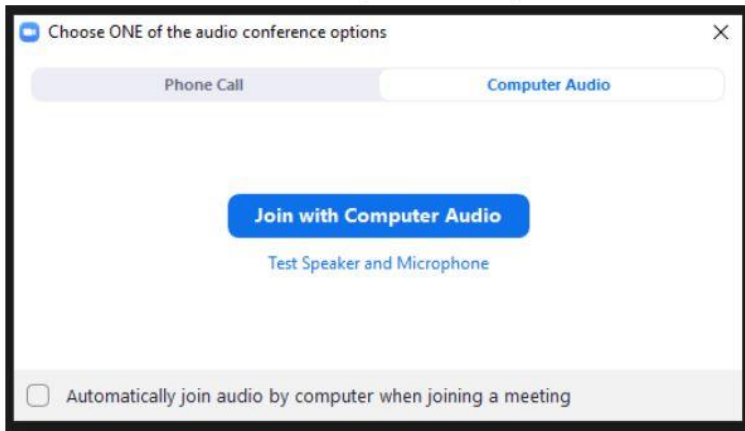 Choose ONE of the audio conference options
Phone Call
Computer Audio
Join with Computer Audio
Test Speaker and Microphone
Automatically join audio by computer when joining a meeting